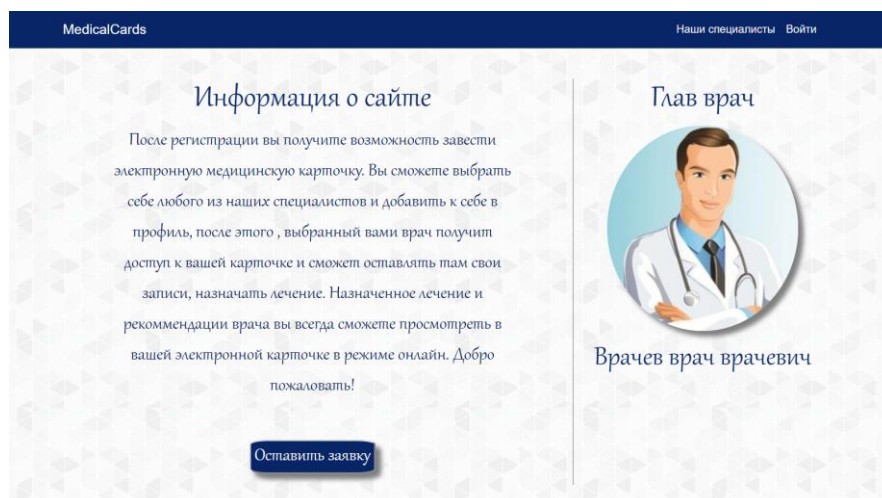 MedicalCards
Наши специалисты Войти
Информация о сайте
После регистрации вы получите возможность завести
электронную медицинскую карточку. Вы сможете выбрать
себе любого из наших специалистов и добавить к себе в
профиль, после этого , выбранный вами врач получит
доступ к вашей карточке и сможет оставлять там свои
записи, назначать лечение. Назначенное лечение и
рекоммендации врача вы всегда сможете просмотреть в
вашей электронной карточке в режиме онлайн. Добро
пожаловать!
Оставить заявку
Глав врач
Врачев врач врачевич